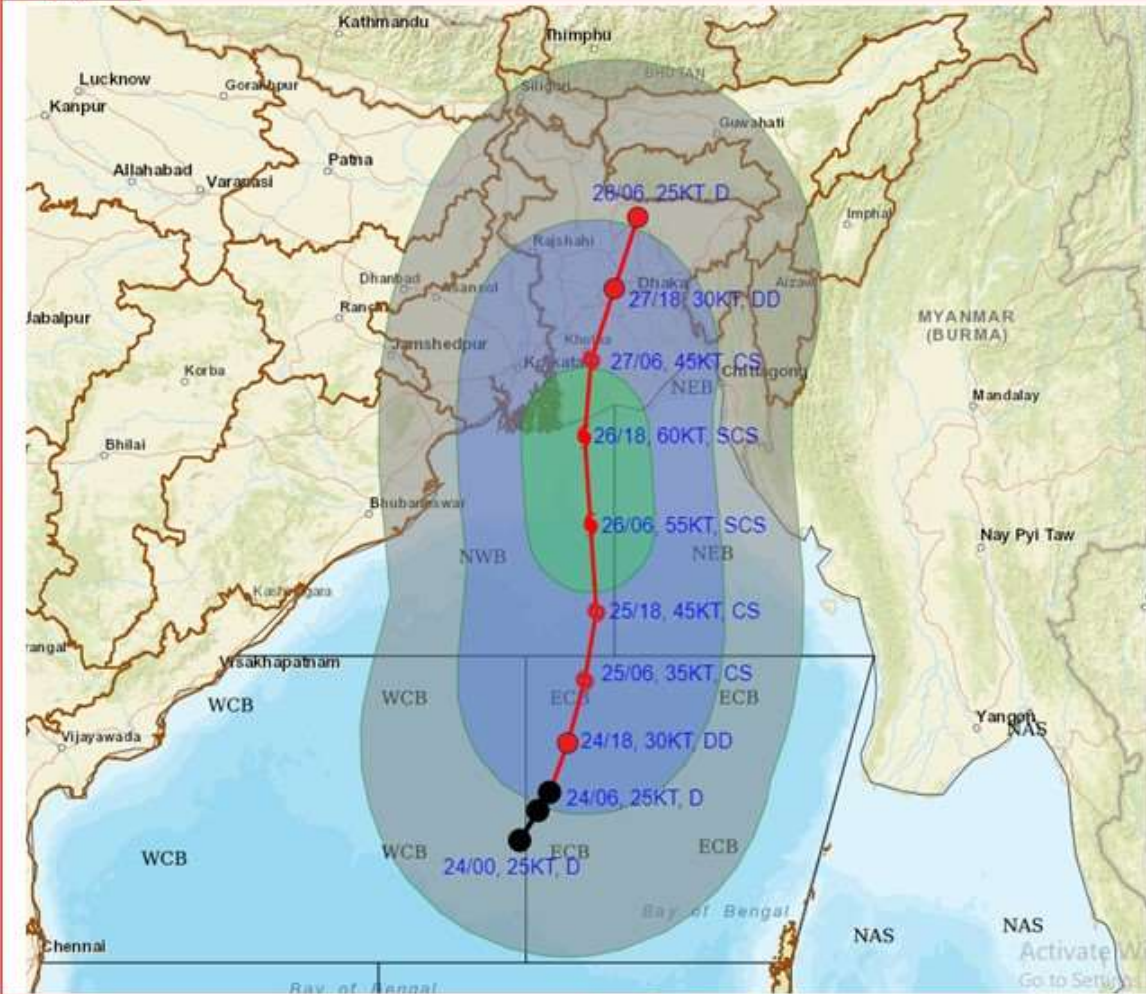 Kathmandu
Thimphu
Lucknow
Gorakhpur
Siliguri
BHUTAN
Kanpur
Guwahati
Patna
Allahabad
Varanasi
28/06, 25KT, D
Imphal
Rajshahi
Dhanbad
Asansol
Dhaka
Aizawl
27/18, 30KT, DD
Ranchi
Jabalpur
MYANMAR
(BURMA)
Jamshedpur
Khulna
Kolkata
27/06, 45KT, CS
Chittagong
Korba
NEB
Mandalay
26/18, 60KT, SCS
Bhilai
Bhubaneswar
26/06, 55KT, SCS
Nay Pyi Taw
NWB
NEB
25/18, 45KT, CS
Visakhapatnam
25/06, 35KT, CS
WCB
WCB
ECB
ECB
Yangon
NAS
Vijayawada
24/18, 30KT, DD
24/06, 25KT, D
WCB
WCB
ECB
ECB
24/00, 25KT, D
Bay of Bengal
Chennai
NAS
NAS
Activate W
Go to Settin
Bay of Bengal